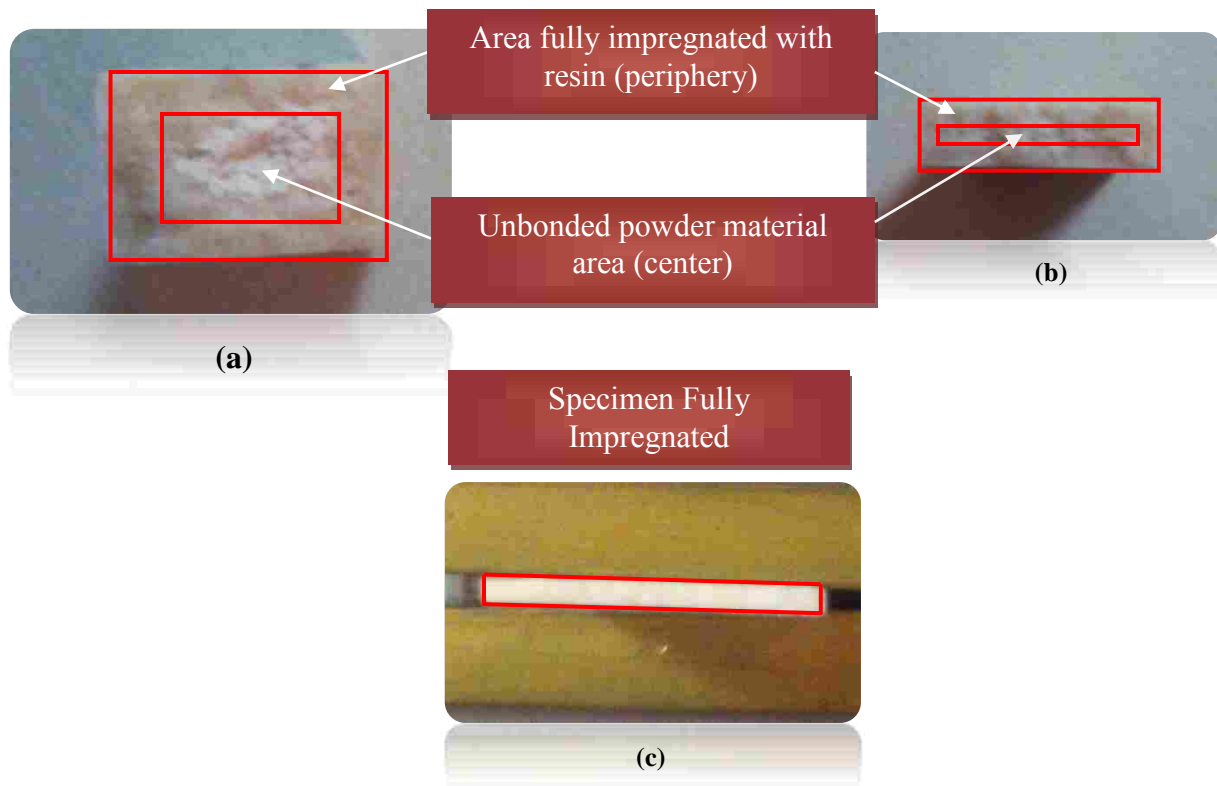 Area fully impregnated with
resin (periphery)
Unbonded powder material
area (center)
(a)
(b)
Specimen Fully
Impregnated
(c)